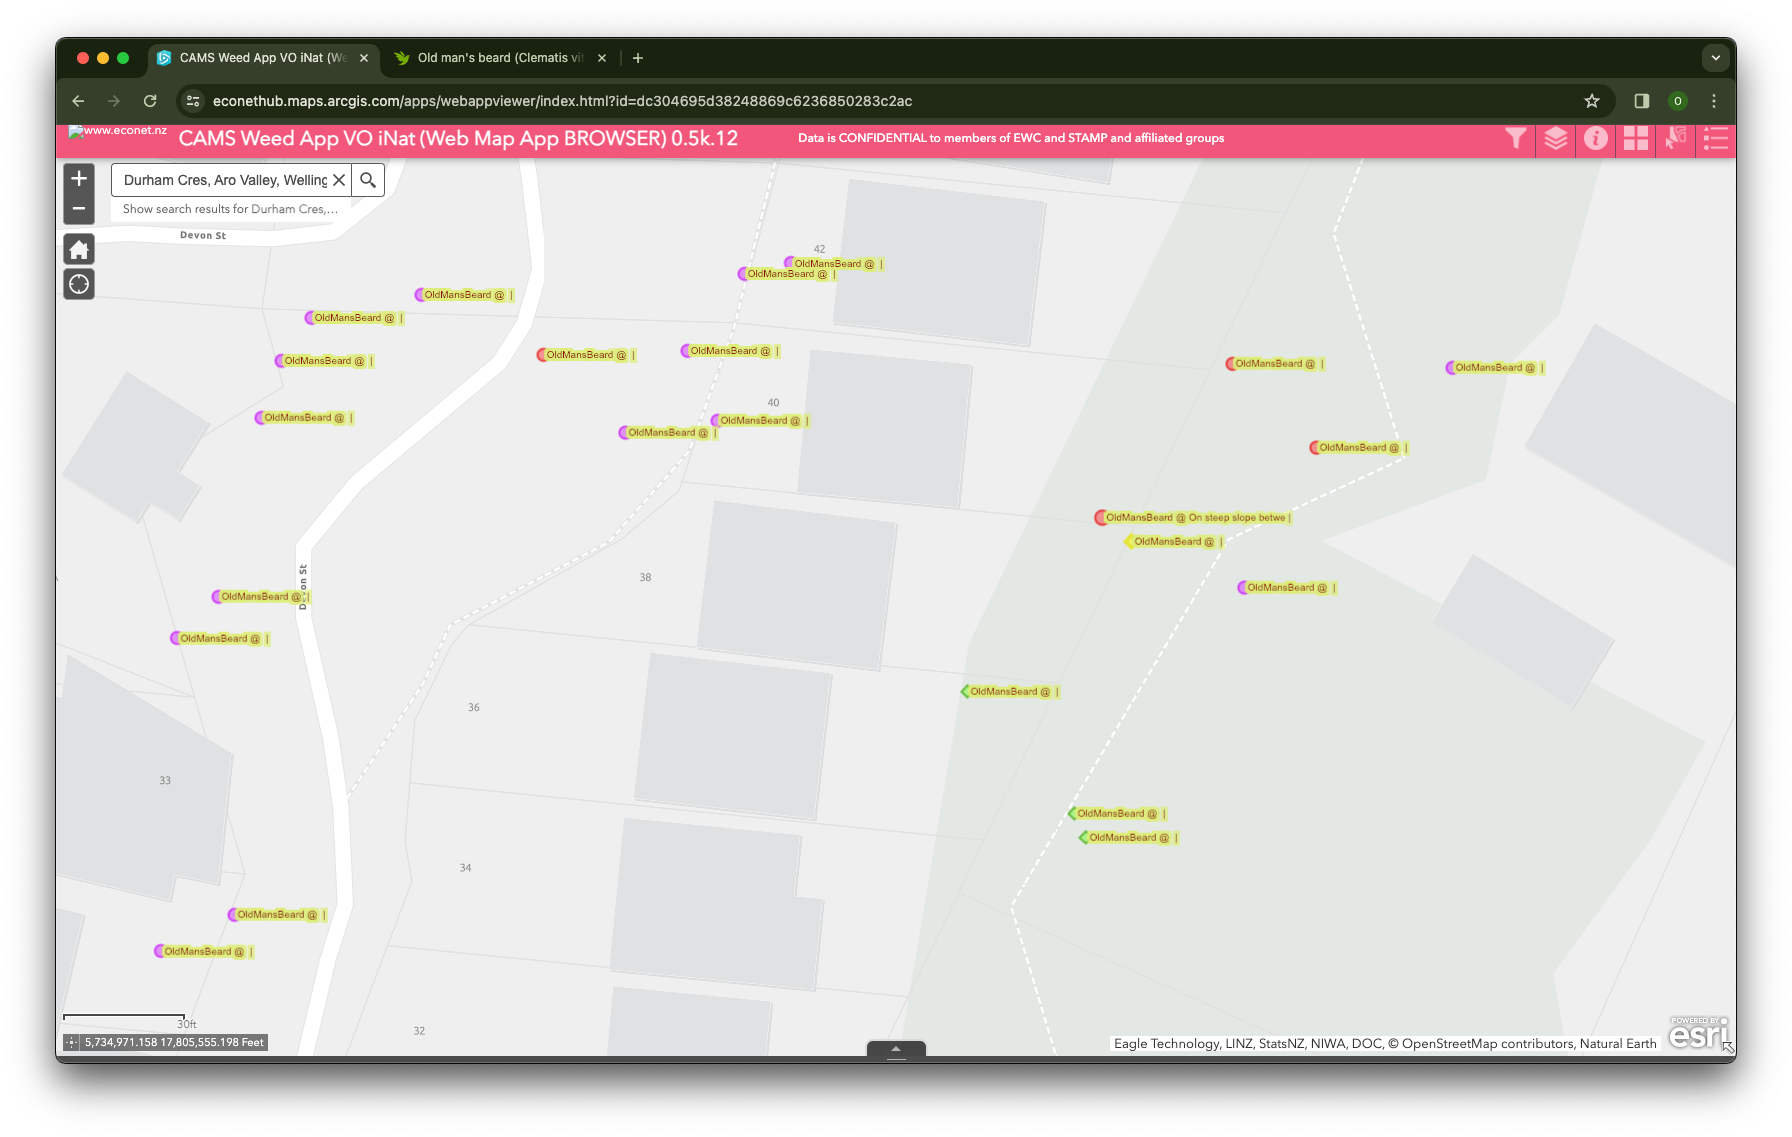 CAMS Weed App VO iNat (We
Old man's beard (Clematis vit
econethub.maps.arcgis.com/apps/webappviewer/index.html?id=dc304695d38248869c6236850283c2ac
O
www.econet.nz
CAMS Weed App VO iNat (Web Map App BROWSER) 0.5k.12
Data is CONFIDENTIAL to members of EWC and STAMP and affiliated groups
Durham Cres, Aro Valley, Welling
Show search results for Durham Cres,...
Devon St
42
OldMansBeard @ |
OldMansBeard @ |
OldMansBeard @ |
OldMansBeard @ |
OldMansBeard @ |
OldMansBeard @ |
OldMansBeard @ |
OldMansBeard @ |
OldMansBeard @ |
OldMansBeard @ |
40
OldMansBeard @ |
OldMansBeard @ |
OldMansBeard @ |
OldMansBeard @ |
OldMansBeard @ On steep slope betwe |
OldMansBeard @ |
38
OldMansBeard @ |
Devon St
OldMansBeard @ |
OldMansBeard @ |
OldMansBeard @ |
36
33
OldMansBeard @ |
OldMansBeard @ |
34
OldMansBeard @ |
OldMansBeard @ |
32
30ft
5,734,971.158 17,805,555.198 Feet
POWERED BY
esri
Eagle Technology, LINZ, StatsNZ, NIWA, DOC, © OpenStreetMap contributors, Natural Earth